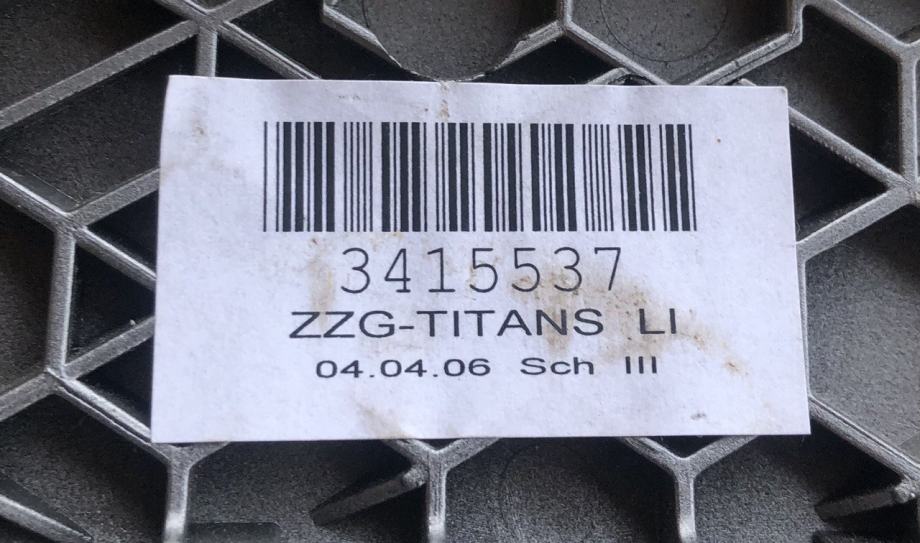 3415537
ZZG-TITANS LI
04.04.06 Sch III